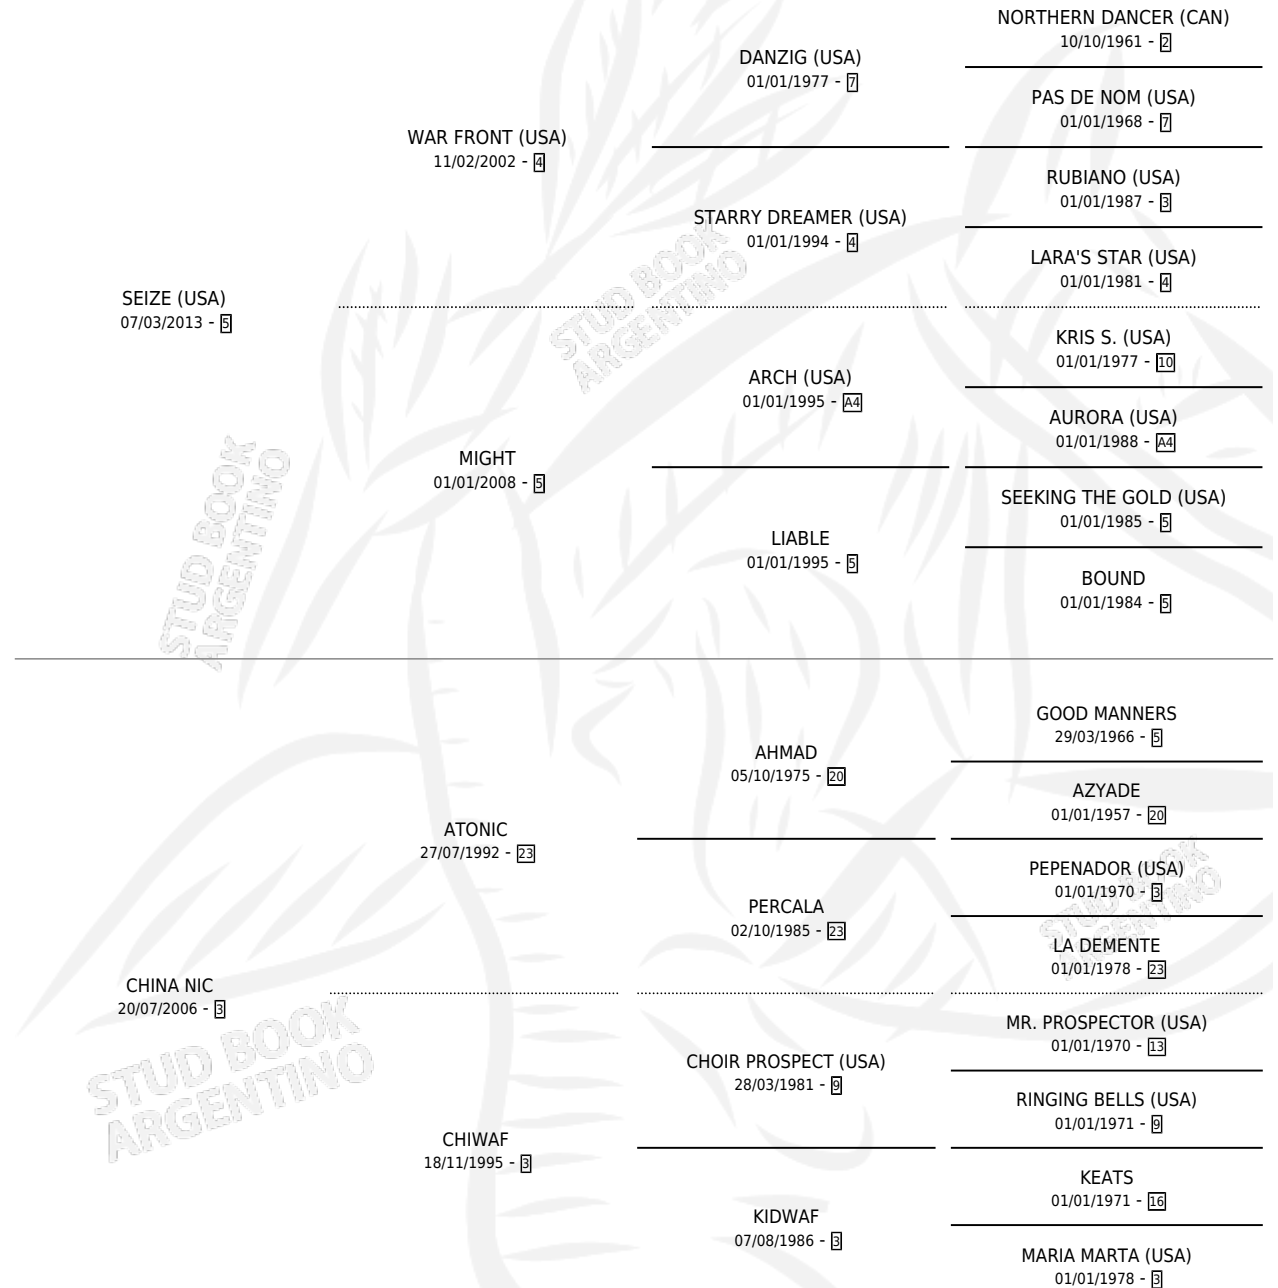 NORTHERN DANCER (CAN)
10/10/1961 - 2
DANZIG (USA)
01/01/1977 - 7
PAS DE NOM (USA)
01/01/1968 - 7
WAR FRONT (USA)
11/02/2002 - 4
RUBIANO (USA)
01/01/1987 - 3
STARRY DREAMER (USA)
01/01/1994 - 4
LARA'S STAR (USA)
01/01/1981 - 4
SEIZE (USA)
07/03/2013 - 5
KRIS S. (USA)
01/01/1977 - 10
ARCH (USA)
01/01/1995 - A4
AURORA (USA)
01/01/1988 - A4
MIGHT
01/01/2008 - 5
SEEKING THE GOLD (USA)
01/01/1985 - 5
LIABLE
01/01/1995 - 5
BOUND
01/01/1984 - 5
GOOD MANNERS
29/03/1966 - 5
AHMAD
05/10/1975 - 20
AZYADE
01/01/1957 - 20
ATONIC
27/07/1992 - 23
PEPENADOR (USA)
01/01/1970 - 3
PERCALA
02/10/1985 - 23
LA DEMENTE
01/01/1978 - 23
CHINA NIC
20/07/2006 - 3
MR. PROSPECTOR (USA)
01/01/1970 - 13
CHOIR PROSPECT (USA)
28/03/1981 - 9
RINGING BELLS (USA)
01/01/1971 - 9
CHIWAF
18/11/1995 - 3
KEATS
01/01/1971 - 16
KIDWAF
07/08/1986 - 3
MARIA MARTA (USA)
01/01/1978 - 3
STUD BOOK
ARGENTINO
STUD BOOK
ARGENTINO
STUD BOOK
ARGENTINO
STUD BOOK
ARGENTINO